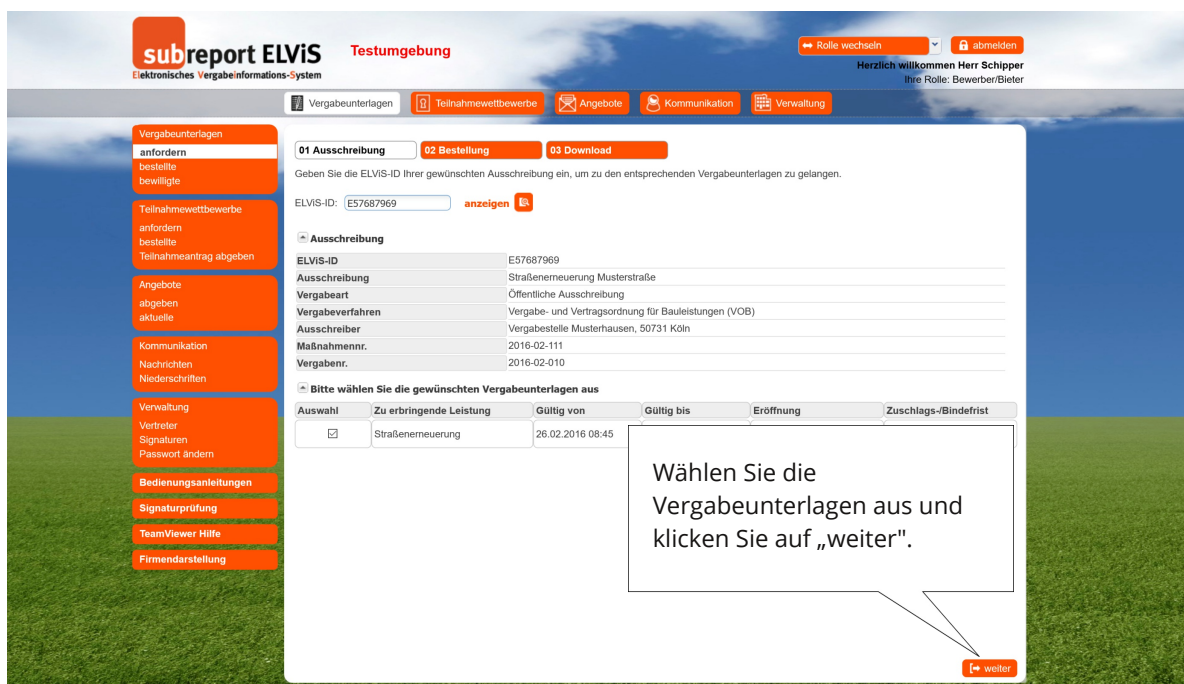 subreport ELViS
Elektronisches Vergabeinformations-System
Testumgebung
Rolle wechseln
abmelden
Herzlich willkommen Herr Schipper
Ihre Rolle: Bewerber/Bieter
Vergabeunterlagen Teilnahmewettbewerbe Angebote Kommunikation Verwaltung
Vergabeunterlagen
anfordern
bestellte
bewilligte
Teilnahmewettbewerbe
anfordern
bestellte
Teilnahmeantrag abgeben
Angebote
abgeben
aktuelle
Kommunikation
Nachrichten
Niederschriften
Verwaltung
Vertreter
Signaturen
Passwort ändern
Bedienungsanleitungen
Signaturprüfung
TeamViewer Hilfe
Firmendarstellung
01 Ausschreibung 02 Bestellung 03 Download
Geben Sie die ELViS-ID Ihrer gewünschten Ausschreibung ein, um zu den entsprechenden Vergabeunterlagen zu gelangen.
ELViS-ID: E57687969 anzeigen
Ausschreibung
ELViS-ID E57687969
Ausschreibung Straßenerneuerung Musterstraße
Vergabeart Öffentliche Ausschreibung
Vergabeverfahren Vergabe- und Vertragsordnung für Bauleistungen (VOB)
Ausschreiber Vergabestelle Musterhausen, 50731 Köln
Maßnahmennr. 2016-02-111
Vergabenr. 2016-02-010
Bitte wählen Sie die gewünschten Vergabeunterlagen aus
Auswahl Zu erbringende Leistung Gültig von Gültig bis Eröffnung Zuschlags-/Bindefrist
Straßenerneuerung 26.02.2016 08:45
Wählen Sie die
Vergabeunterlagen aus und
klicken Sie auf „weiter".
weiter